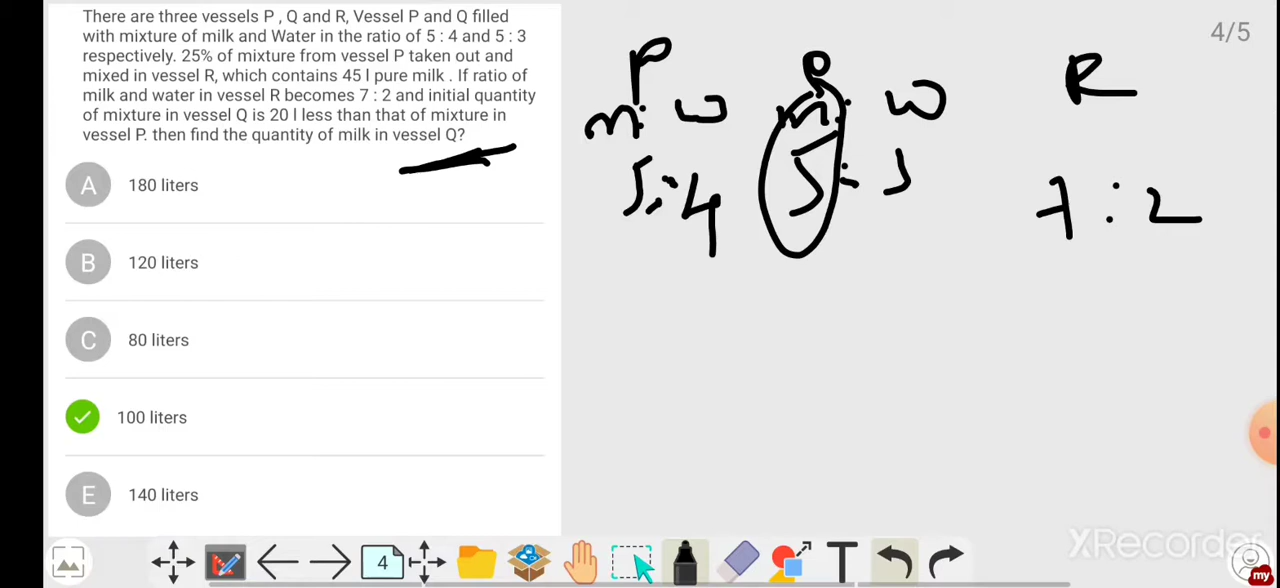 There are three vessels P , Q and R, Vessel P and Q filled
with mixture of milk and Water in the ratio of 5 : 4 and 5 : 3
respectively. 25% of mixture from vessel P taken out and
mixed in vessel R, which contains 45 l pure milk . If ratio of
milk and water in vessel R becomes 7 : 2 and initial quantity
of mixture in vessel Q is 20 l less than that of mixture in
vessel P. then find the quantity of milk in vessel Q?
A 180 liters
B 120 liters
C 80 liters
100 liters
E 140 liters
4/5
P R
m : w m : w
5 : 4 5 : 3 7 : 2
4
T
XRecorder
my